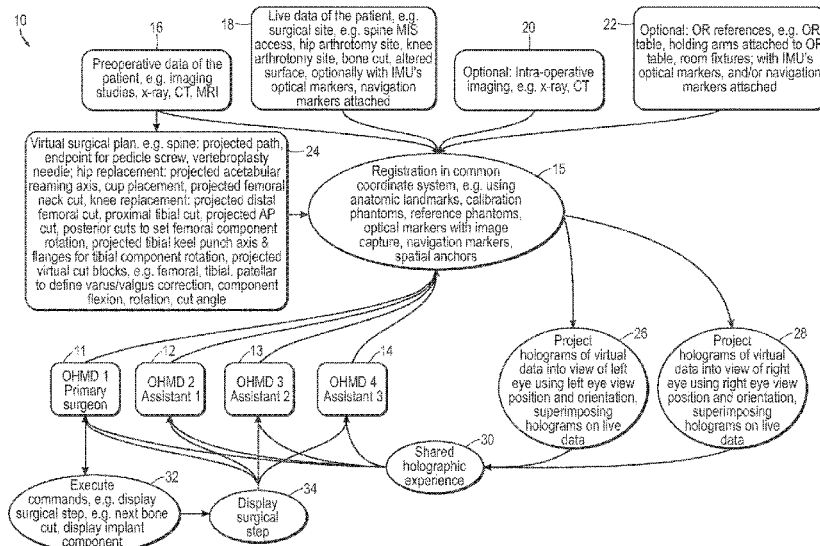 10
16
Preoperative data of the
patient, e.g. imaging
studies, x-ray, CT, MRI
18
Live data of the patient, e.g.
surgical site, e.g. spine MIS
access, hip arthrotomy site, knee
arthrotomy site, bone cut, altered
surface, optionally with IMU's
optical markers, navigation
markers attached
20
Optional: Intra-operative
imaging, e.g. x-ray, CT
22
Optional: OR references, e.g. OR
table, holding arms attached to OR
table, room fixtures; with IMU's
optical markers, and/or navigation
markers attached
24
Virtual surgical plan. e.g. spine: projected path,
endpoint for pedicle screw, vertebroplasty
needle; hip replacement: projected acetabular
reaming axis, cup placement, projected femoral
neck cut, knee replacement: projected distal
femoral cut, proximal tibial cut, projected AP
cut, posterior cuts to set femoral component
rotation, projected tibial keel punch axis &
flanges for tibial component rotation, projected
virtual cut blocks, e.g. femoral, tibial, patellar
to define varus/valgus correction, component
flexion, rotation, cut angle
15
Registration in common
coordinate system, e.g. using
anatomic landmarks, calibration
phantoms, reference phantoms,
optical markers with image
capture, navigation markers,
spatial anchors
11
OHMD 1
Primary
surgeon
12
OHMD 2
Assistant 1
13
OHMD 3
Assistant 2
14
OHMD 4
Assistant 3
26
Project
holograms of virtual
data into view of left
eye using left eye view
position and orientation,
superimposing holograms
on live data
28
Project
holograms of virtual
data into view of right
eye using right eye view
position and orientation,
superimposing
holograms on live
data
30
Shared
holographic
experience
32
Execute
commands, e.g. display
surgical step, e.g. next bone
cut, display implant
component
34
Display
surgical
step